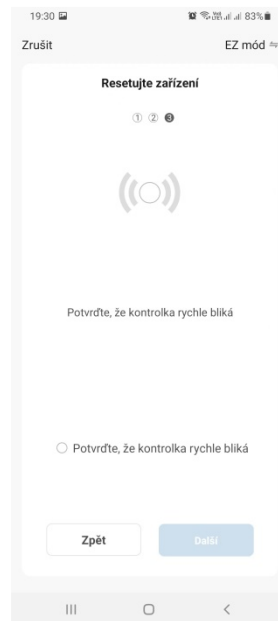 19:30 83%
Zrušit EZ mód
Resetujte zařízení
1 2 3
Potvrďte, že kontrolka rychle bliká
Potvrďte, že kontrolka rychle bliká
Zpět Další